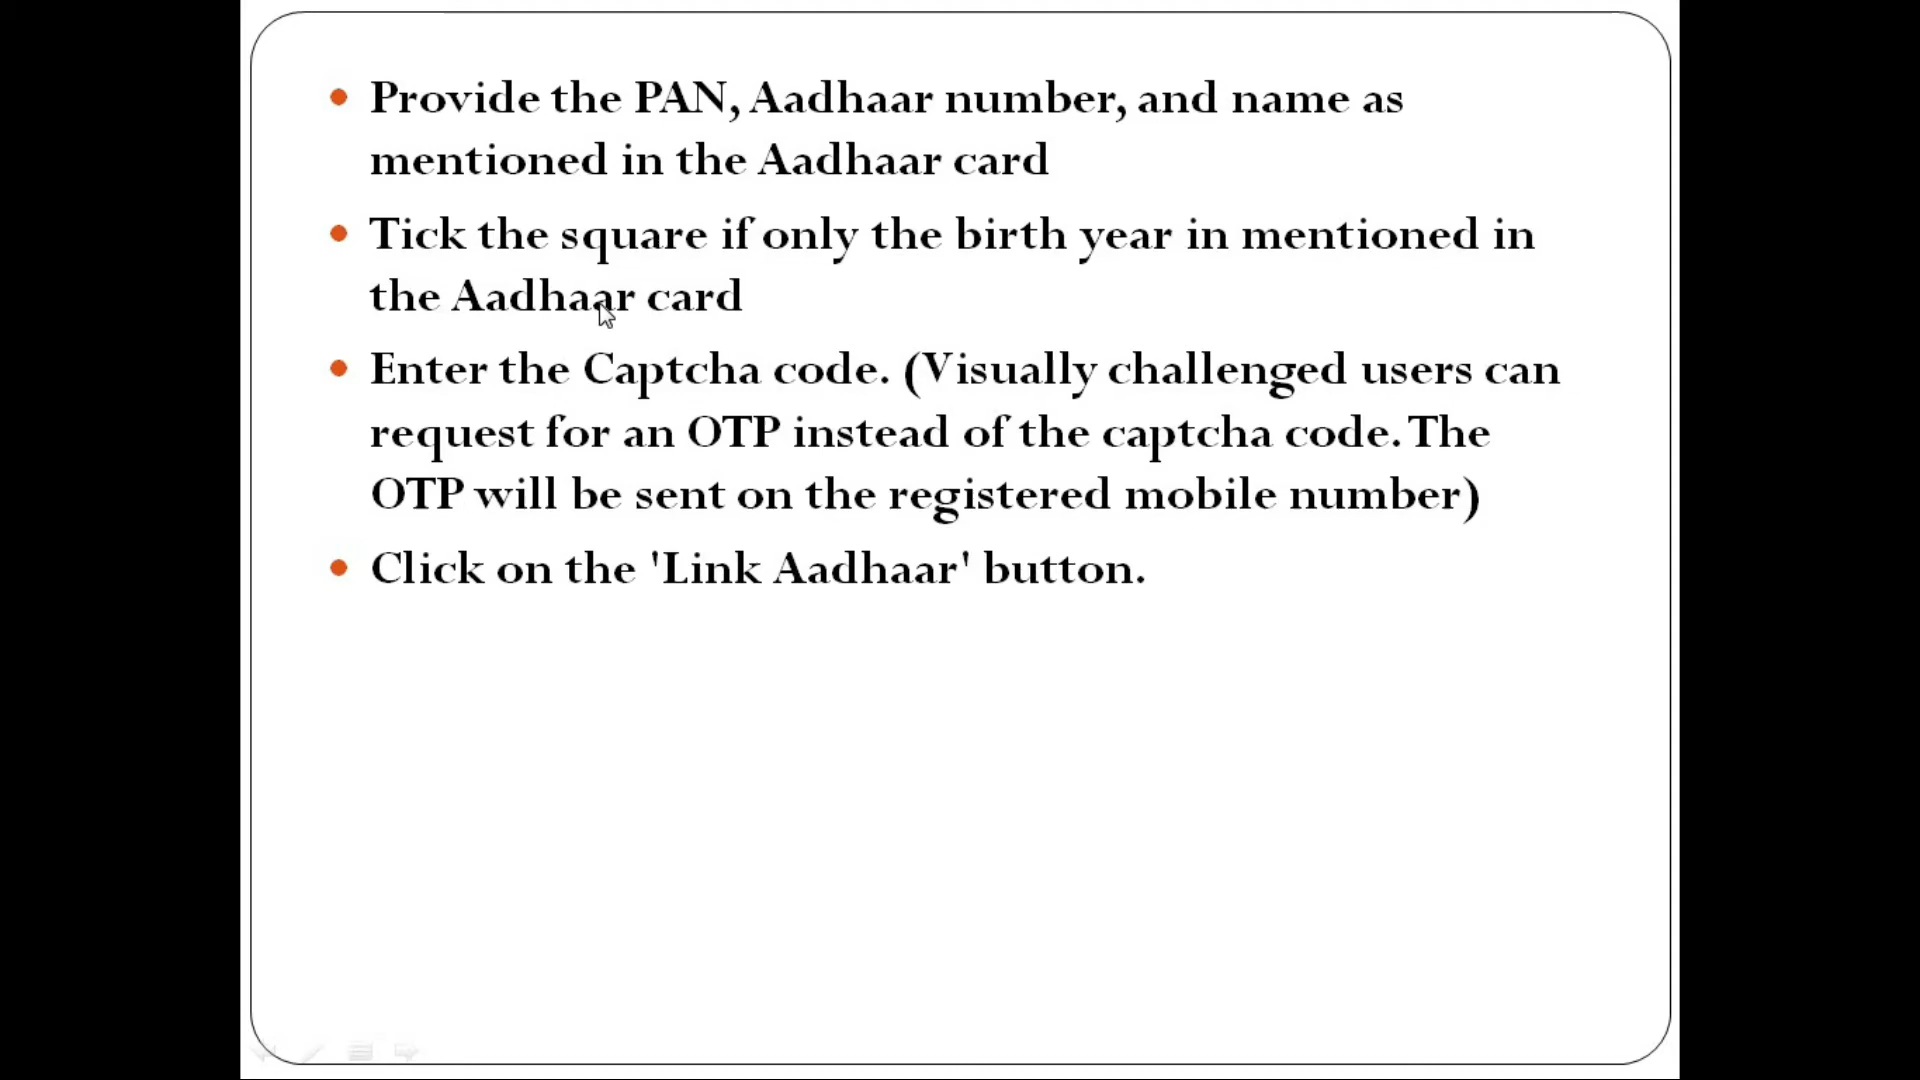 Provide the PAN, Aadhaar number, and name as
mentioned in the Aadhaar card
Tick the square if only the birth year in mentioned in
the Aadhaar card
Enter the Captcha code. (Visually challenged users can
request for an OTP instead of the captcha code. The
OTP will be sent on the registered mobile number)
Click on the 'Link Aadhaar' button.